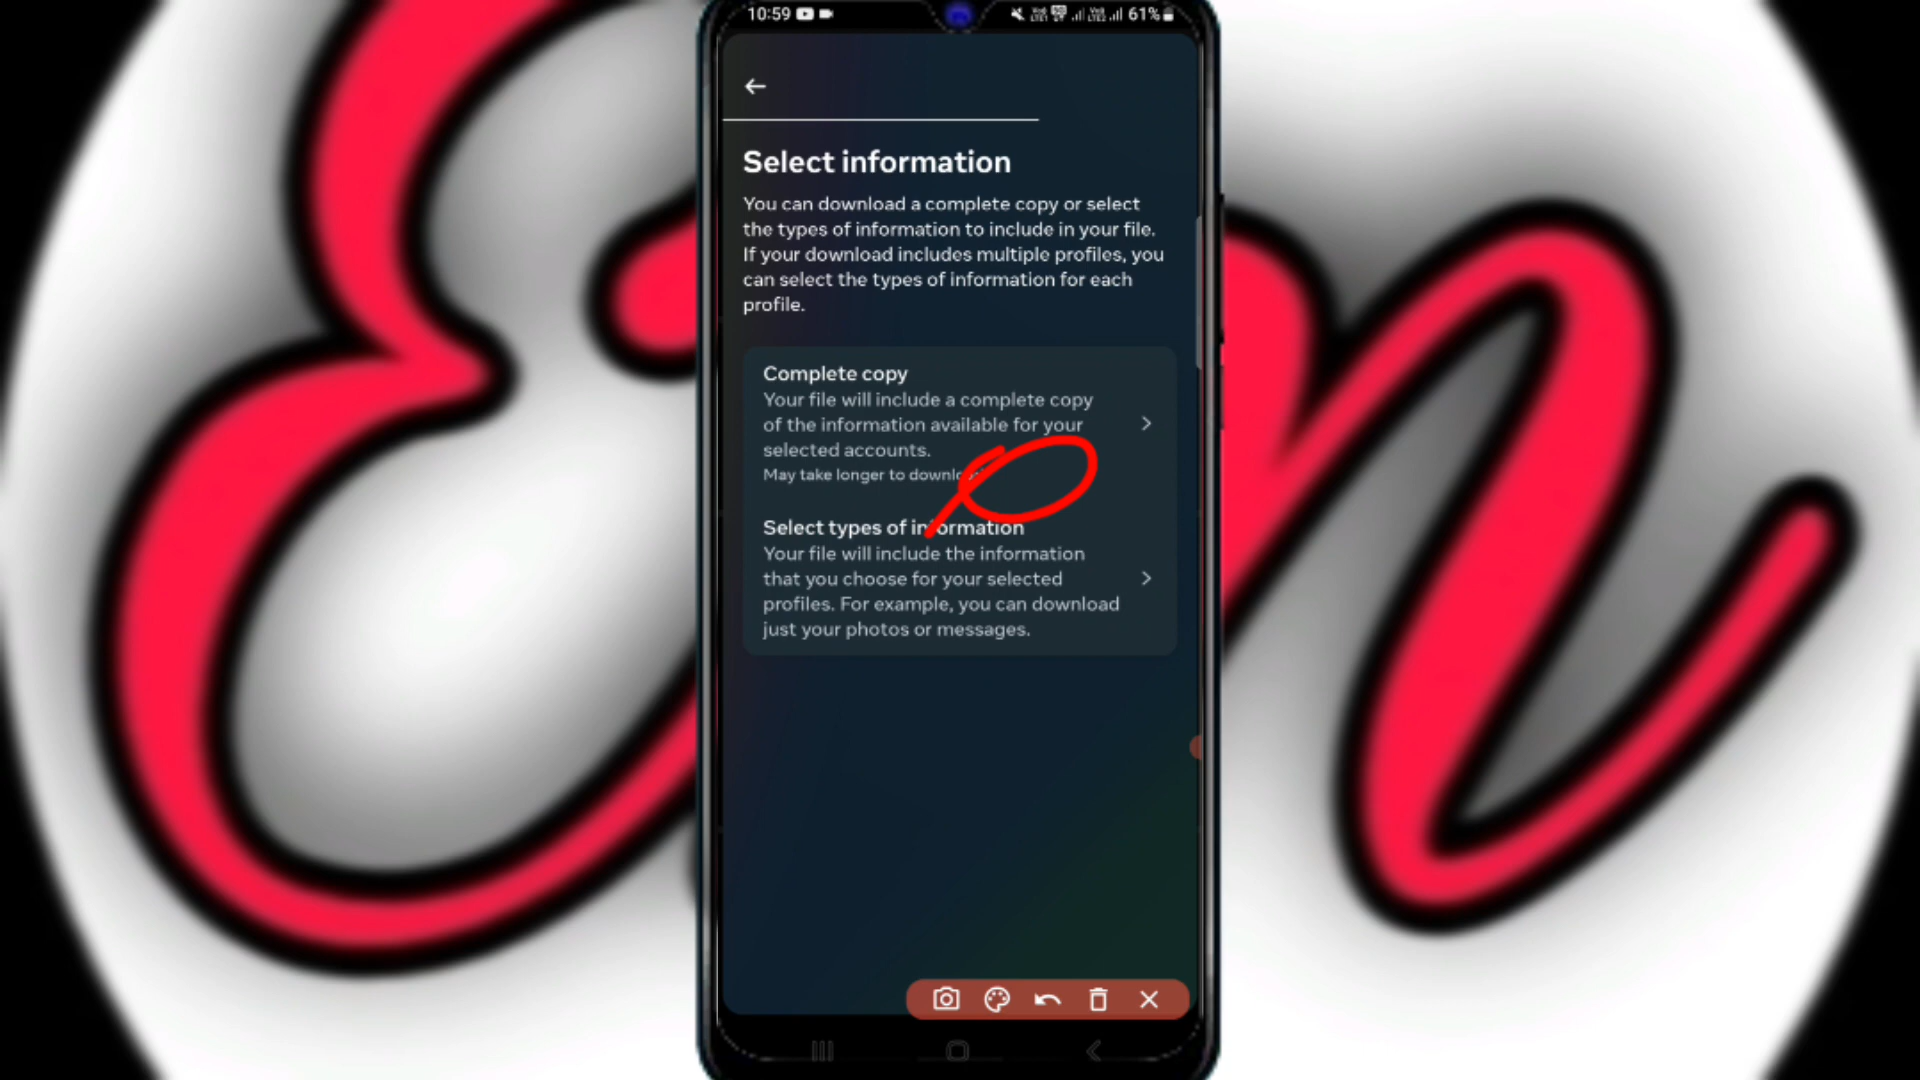 10:59
61%
Select information
You can download a complete copy or select
the types of information to include in your file.
If your download includes multiple profiles, you
can select the types of information for each
profile.
Complete copy
Your file will include a complete copy
of the information available for your
selected accounts.
May take longer to download
Select types of information
Your file will include the information
that you choose for your selected
profiles. For example, you can download
just your photos or messages.